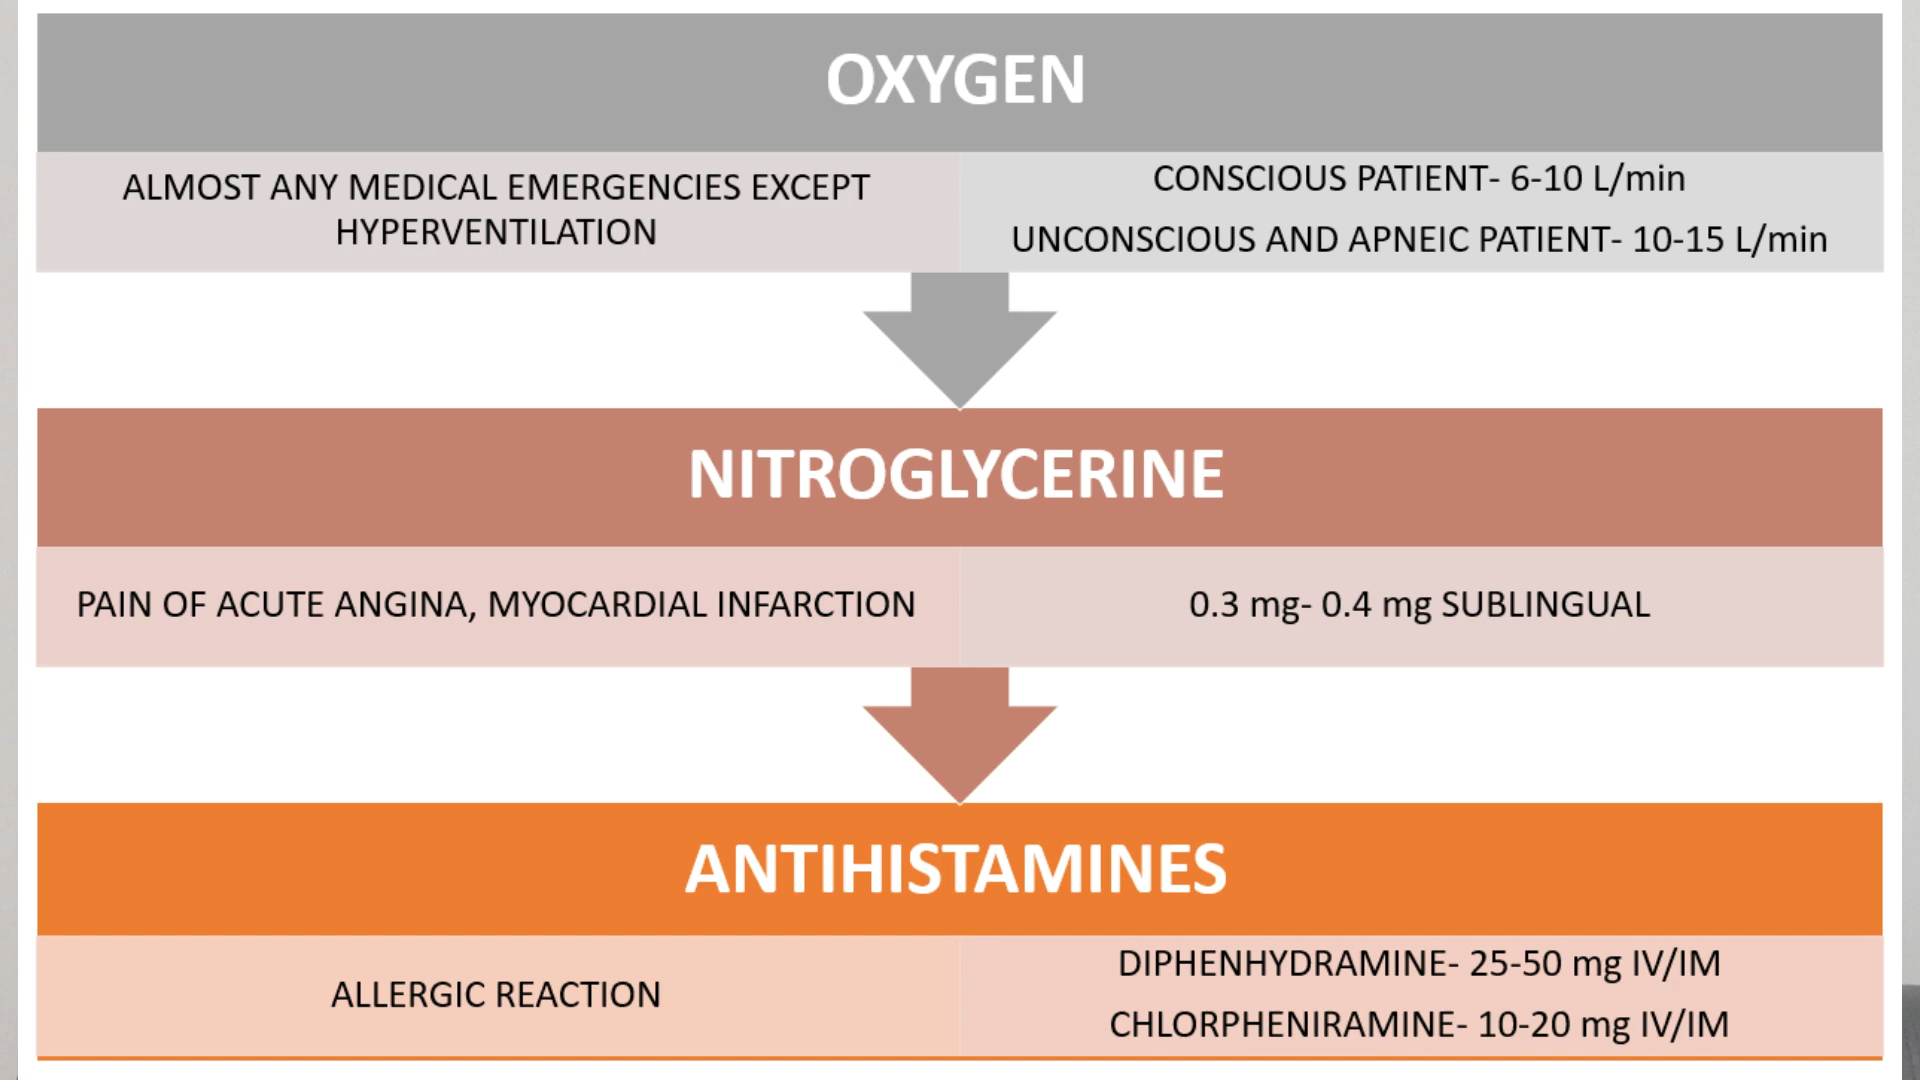 OXYGEN
ALMOST ANY MEDICAL EMERGENCIES EXCEPT
HYPERVENTILATION
CONSCIOUS PATIENT- 6-10 L/min
UNCONSCIOUS AND APNEIC PATIENT- 10-15 L/min
NITROGLYCERINE
PAIN OF ACUTE ANGINA, MYOCARDIAL INFARCTION
0.3 mg- 0.4 mg SUBLINGUAL
ANTIHISTAMINES
ALLERGIC REACTION
DIPHENHYDRAMINE- 25-50 mg IV/IM
CHLORPHENIRAMINE- 10-20 mg IV/IM